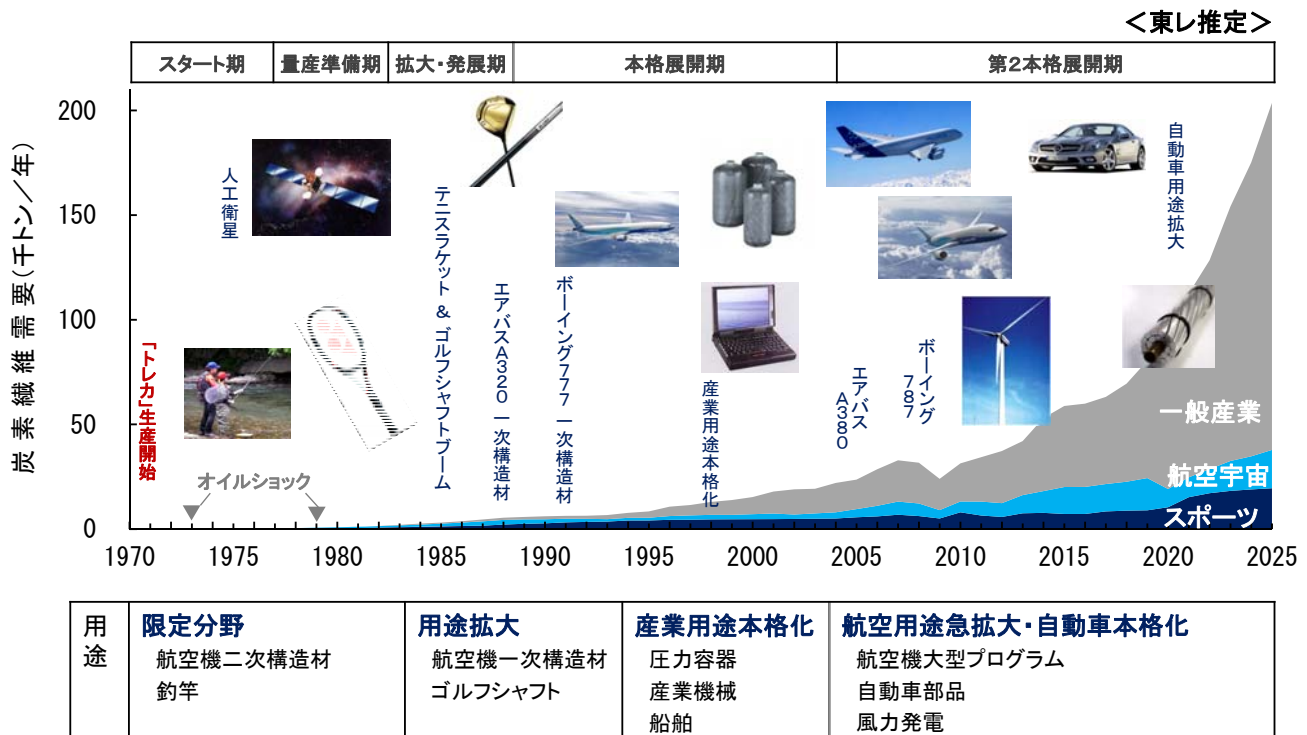 ＜東レ推定＞
スタート期 量産準備期 拡大・発展期 本格展開期 第2本格展開期
炭素繊維需要(千トン／年)
200
150
100
50
0
「トレカ」生産開始
人工衛星
オイルショック
テニスラケット & ゴルフシャフトブーム
エアバスA320 一次構造材
ボーイング777 一次構造材
産業用途本格化
エアバス
A380
ボーイング
787
自動車用途拡大
一般産業
航空宇宙
スポーツ
1970 1975 1980 1985 1990 1995 2000 2005 2010 2015 2020 2025
用途
限定分野
航空機二次構造材
釣竿
用途拡大
航空機一次構造材
ゴルフシャフト
産業用途本格化
圧力容器
産業機械
船舶
航空用途急拡大・自動車本格化
航空機大型プログラム
自動車部品
風力発電